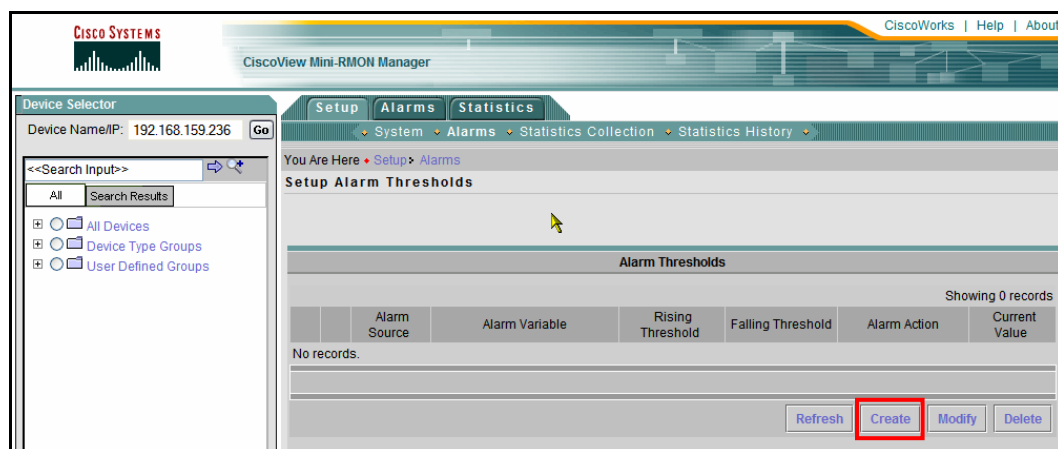 CISCO SYSTEMS
CiscoWorks | Help | About
CiscoView Mini-RMON Manager
Device Selector
Device Name/IP: 192.168.159.236 Go
<<Search Input>>
All Search Results
All Devices
Device Type Groups
User Defined Groups
Setup Alarms Statistics
System Alarms Statistics Collection Statistics History
You Are Here Setup Alarms
Setup Alarm Thresholds
Alarm Thresholds
Showing 0 records
Alarm Source Alarm Variable Rising Threshold Falling Threshold Alarm Action Current Value
No records.
Refresh Create Modify Delete